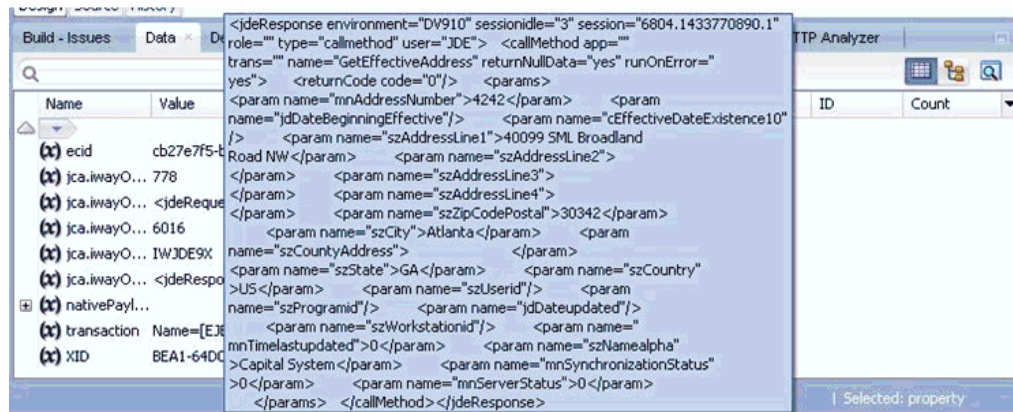 Design Source History
Build - Issues Data × De TTP Analyzer
Name Value ID Count
(x) ecid cb27e7f5-b
(x) jca.iwayO... 778
(x) jca.iwayO... <jdeReque
(x) jca.iwayO... 6016
(x) jca.iwayO... IWJDE9X
(x) jca.iwayO... <jdeRespo
(x) nativePayl...
(x) transaction Name=[EJB
(x) XID BEA1-64D0
<jdeResponse environment="DV910" sessionidle="3" session="6804.1433770890.1"
role="" type="callmethod" user="JDE"> <callMethod app=""
trans="" name="GetEffectiveAddress" returnNullData="yes" runOnError="
yes"> <returnCode code="0"/> <params>
<param name="mnAddressNumber">4242</param> <param
name="jdDateBeginningEffective"/> <param name="cEffectiveDateExistence10"
/> <param name="szAddressLine1">40099 SML Broadland
Road NW</param> <param name="szAddressLine2">
</param> <param name="szAddressLine3">
</param> <param name="szAddressLine4">
</param> <param name="szZipCodePostal">30342</param>
<param name="szCity">Atlanta</param> <param
name="szCountyAddress"> </param>
<param name="szState">GA</param> <param name="szCountry"
>US</param> <param name="szUserid"/> <param
name="szProgramid"/> <param name="jdDateupdated"/>
<param name="szWorkstationid"/> <param name="
mnTimelastupdated">0</param> <param name="szNamealpha"
>Capital System</param> <param name="mnSynchronizationStatus"
>0</param> <param name="mnServerStatus">0</param>
</params> </callMethod></jdeResponse>
Selected: property